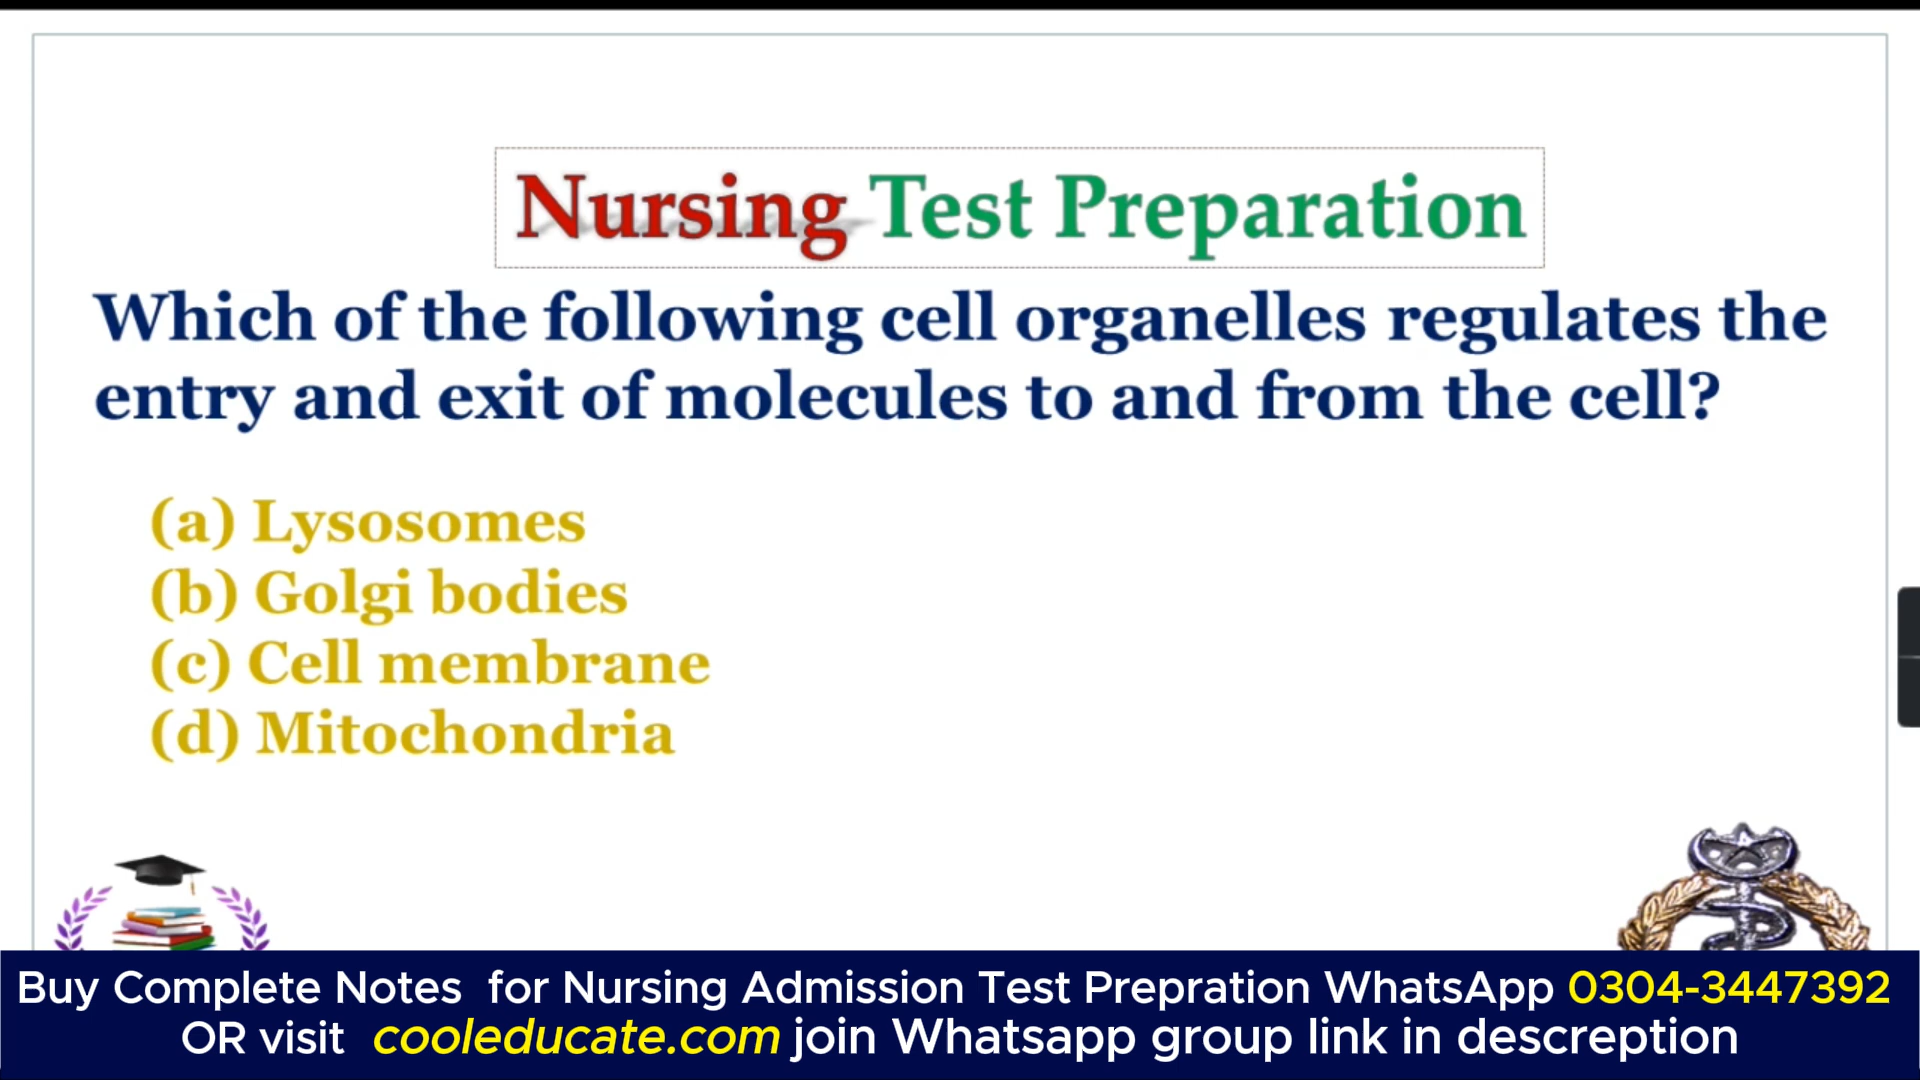 Nursing Test Preparation
Which of the following cell organelles regulates the
entry and exit of molecules to and from the cell?
(a) Lysosomes
(b) Golgi bodies
(c) Cell membrane
(d) Mitochondria
Buy Complete Notes for Nursing Admission Test Prepration WhatsApp 0304-3447392
OR visit cooleducate.com join Whatsapp group link in descreption